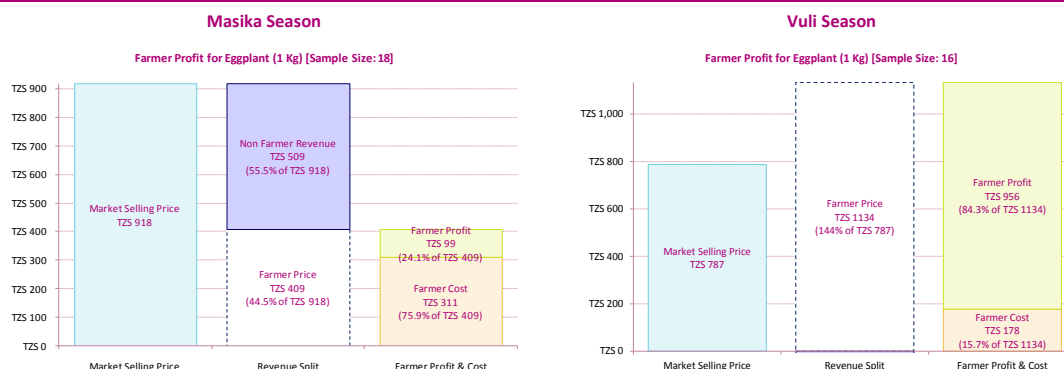 Masika Season
Farmer Profit for Eggplant (1 Kg) [Sample Size: 18]
TZS 900
TZS 800
TZS 700
TZS 600
TZS 500
TZS 400
TZS 300
TZS 200
TZS 100
TZS 0
Market Selling Price
TZS 918
Non Farmer Revenue
TZS 509
(55.5% of TZS 918)
Farmer Price
TZS 409
(44.5% of TZS 918)
Farmer Profit
TZS 99
(24.1% of TZS 409)
Farmer Cost
TZS 311
(75.9% of TZS 409)
Market Selling Price
Revenue Split
Farmer Profit & Cost
Vuli Season
Farmer Profit for Eggplant (1 Kg) [Sample Size: 16]
TZS 1,000
TZS 800
TZS 600
TZS 400
TZS 200
TZS 0
Market Selling Price
TZS 787
Farmer Price
TZS 1134
(144% of TZS 787)
Farmer Profit
TZS 956
(84.3% of TZS 1134)
Farmer Cost
TZS 178
(15.7% of TZS 1134)
Market Selling Price
Revenue Split
Farmer Profit & Cost